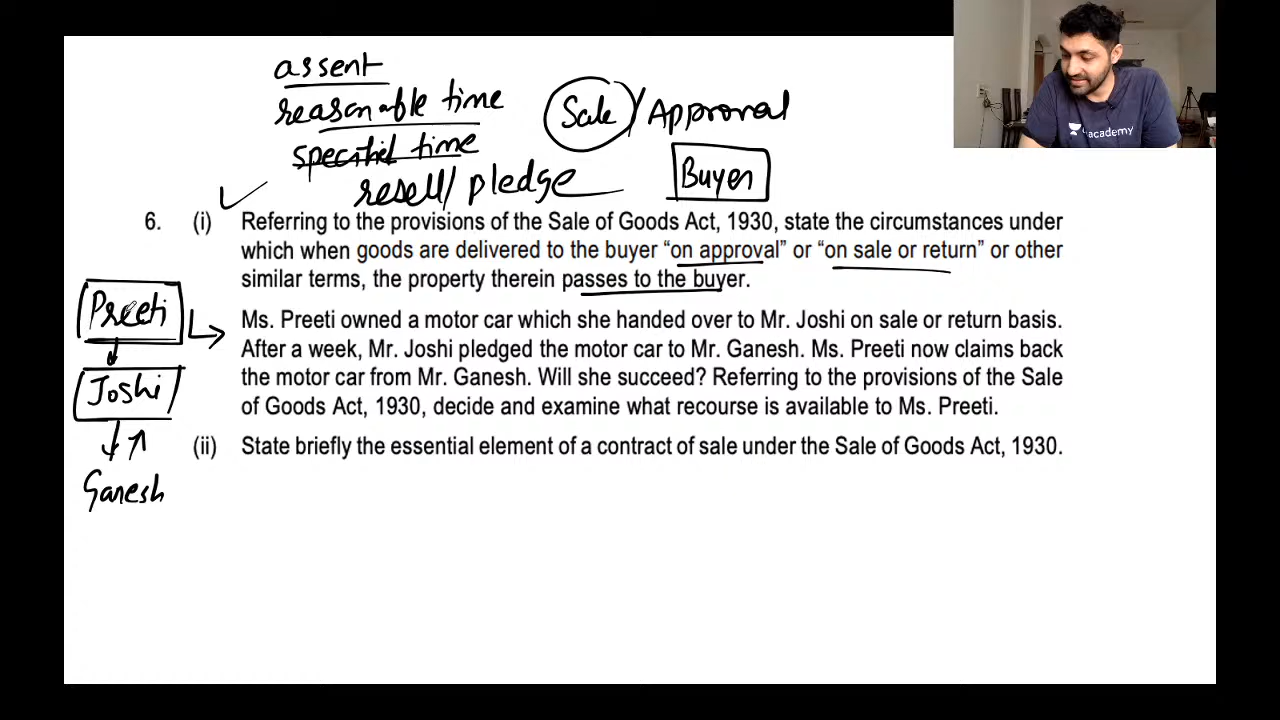 assent
reasonable time
specified time
resell/pledge
Sale/Approval
Buyer
6. (i) Referring to the provisions of the Sale of Goods Act, 1930, state the circumstances under
which when goods are delivered to the buyer “on approval” or “on sale or return” or other
similar terms, the property therein passes to the buyer.
Preeti
Ms. Preeti owned a motor car which she handed over to Mr. Joshi on sale or return basis.
After a week, Mr. Joshi pledged the motor car to Mr. Ganesh. Ms. Preeti now claims back
the motor car from Mr. Ganesh. Will she succeed? Referring to the provisions of the Sale
of Goods Act, 1930, decide and examine what recourse is available to Ms. Preeti.
Joshi
(ii) State briefly the essential element of a contract of sale under the Sale of Goods Act, 1930.
Ganesh
academy